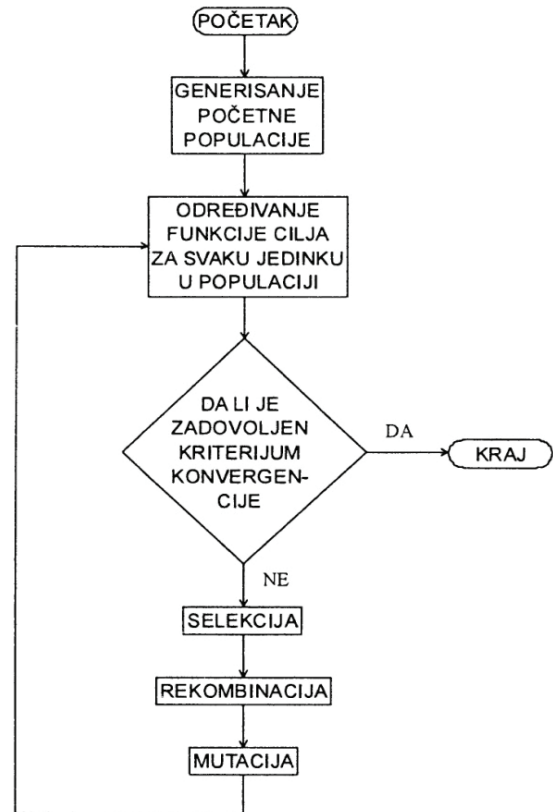 POČETAK
GENERISANJE
POČETNE
POPULACIJE
ODREĐIVANJE
FUNKCIJE CILJA
ZA SVAKU JEDINKU
U POPULACIJI
DA LI JE
ZADOVOLJEN
KRITERIJUM
KONVERGEN-
CIJE
DA
KRAJ
NE
SELEKCIJA
REKOMBINACIJA
MUTACIJA